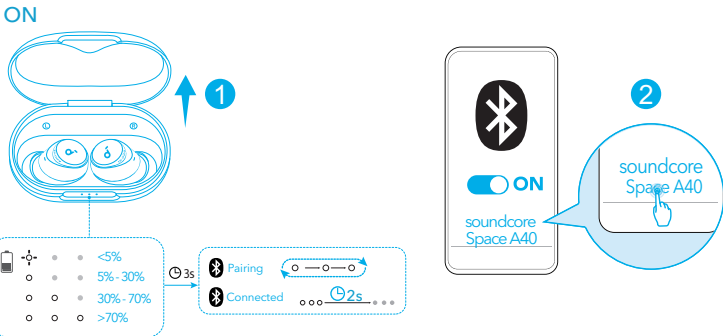 ON
1
L R
<5%
5% - 30%
30% - 70%
>70%
3s
Pairing
Connected
2s
ON
soundcore
Space A40
2
soundcore
Space A40